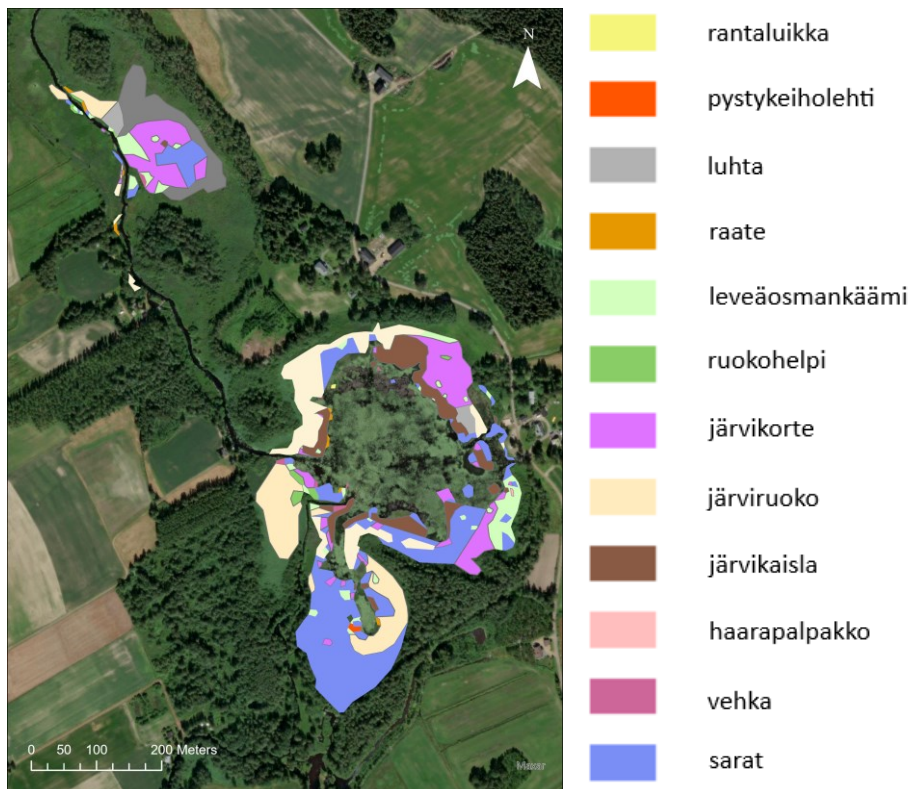 N
rantaluikka
pystykeiholehti
luhta
raate
leveäosmankäämi
ruokohelpi
järvikorte
järviruoko
järvikaisla
haarapalpakko
vehka
sarat
0 50 100 200 Meters
Maxar